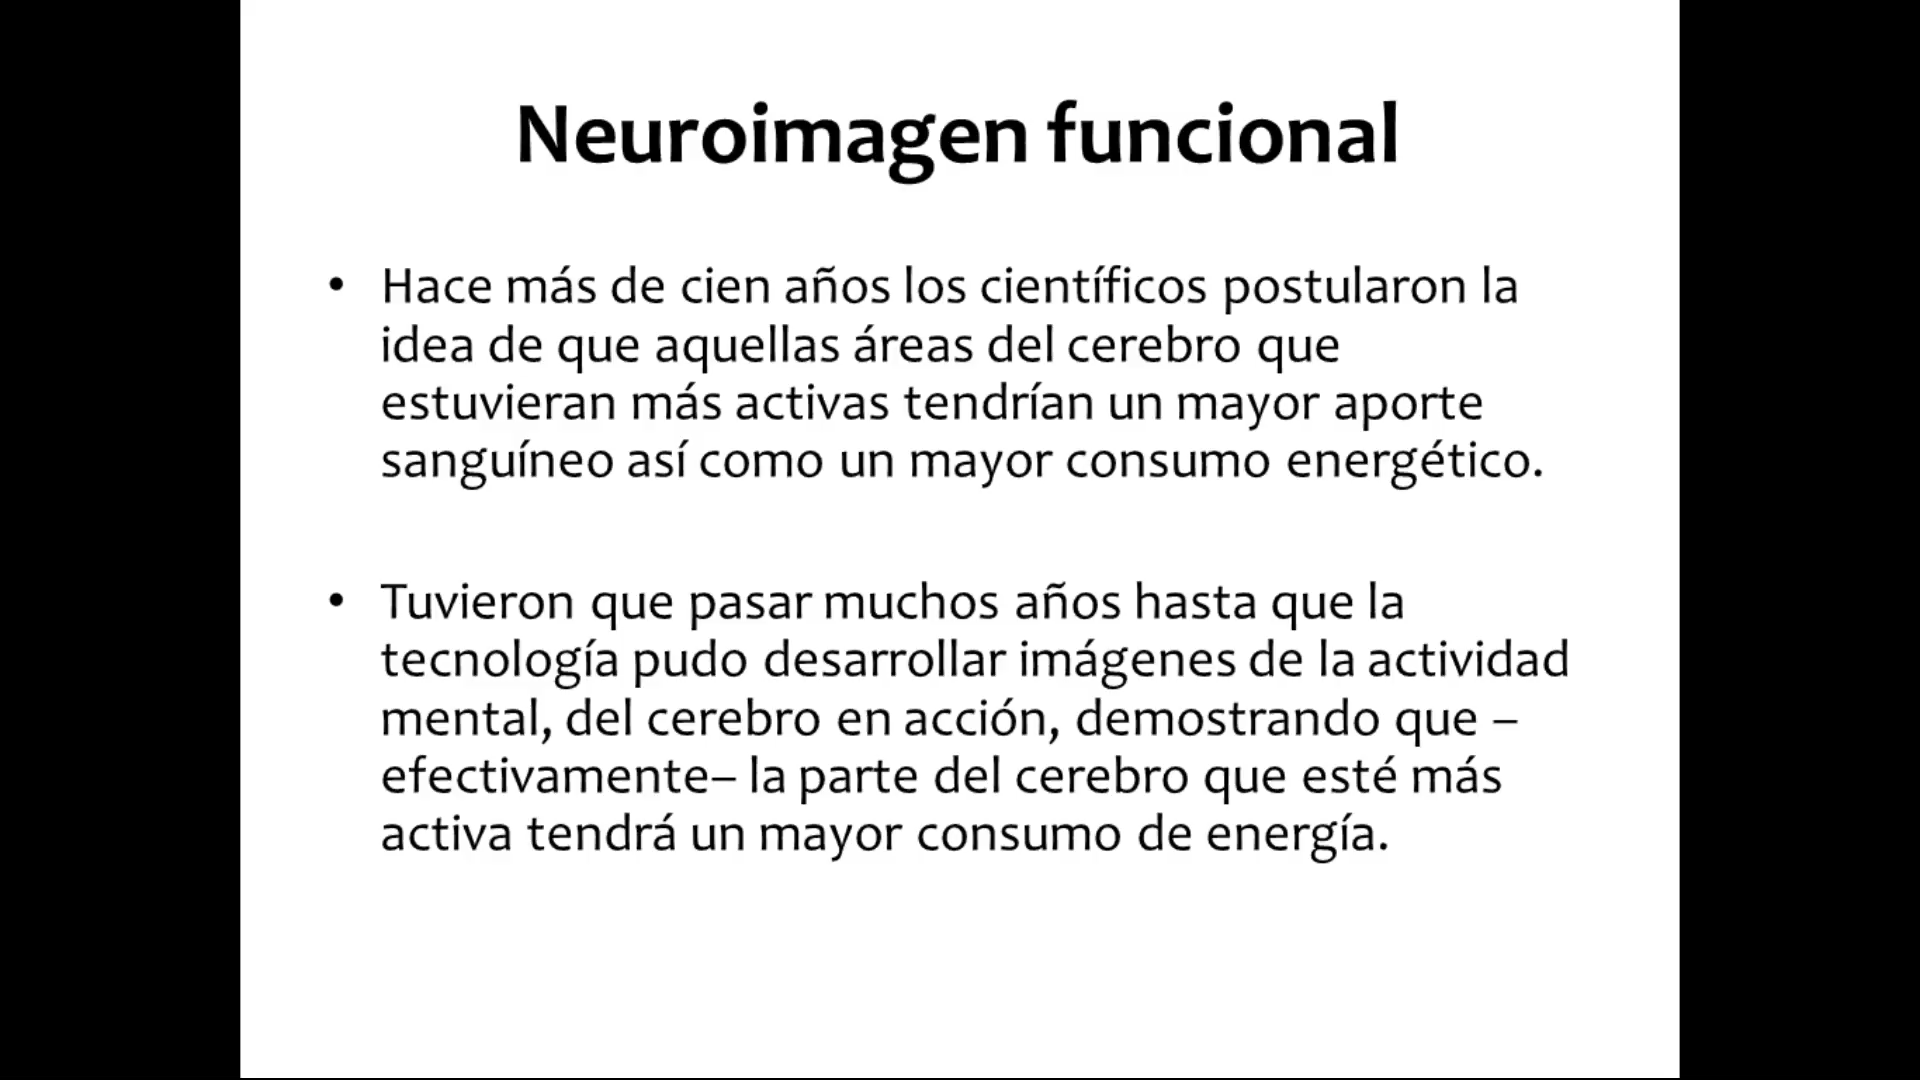 Neuroimagen funcional
• Hace más de cien años los científicos postularon la
idea de que aquellas áreas del cerebro que
estuvieran más activas tendrían un mayor aporte
sanguíneo así como un mayor consumo energético.
• Tuvieron que pasar muchos años hasta que la
tecnología pudo desarrollar imágenes de la actividad
mental, del cerebro en acción, demostrando que –
efectivamente– la parte del cerebro que esté más
activa tendrá un mayor consumo de energía.